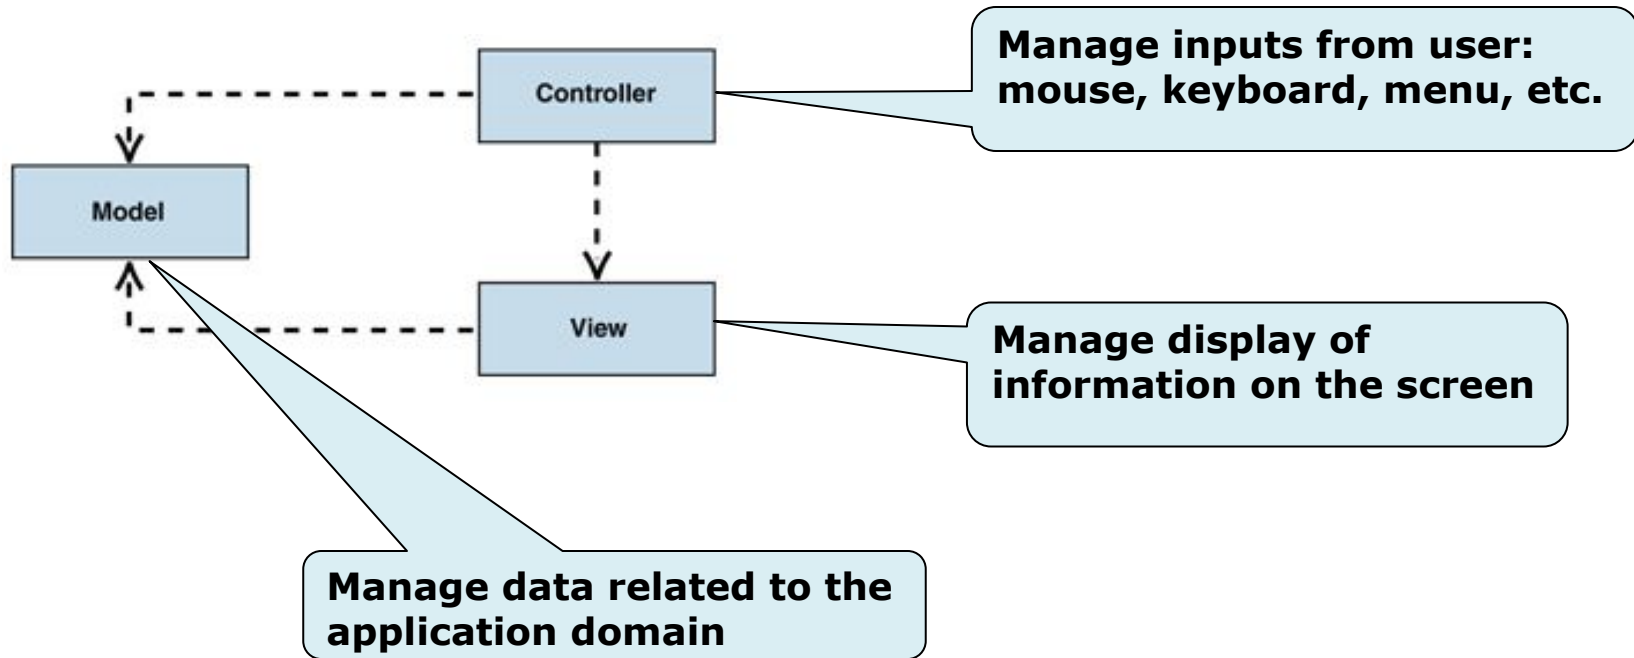 Manage inputs from user:
mouse, keyboard, menu, etc.
Controller
Model
View
Manage display of
information on the screen
Manage data related to the
application domain